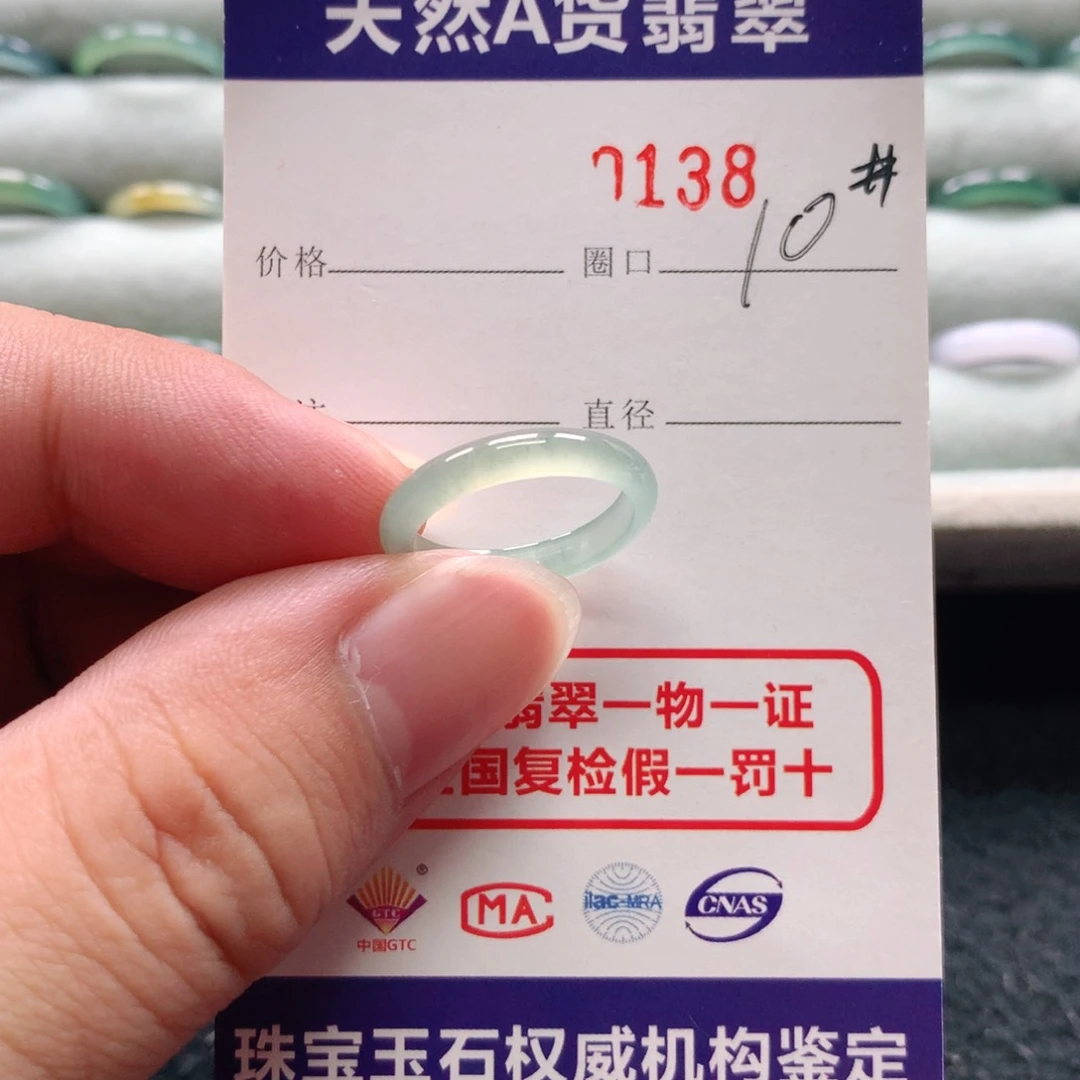 天然A货翡翠
7138
价格 圈口 10#
直径
翡翠一物一证
国复检假一罚十
GTC ® MA ilac-MRA CNAS
中国GTC
珠宝玉石权威机构鉴定